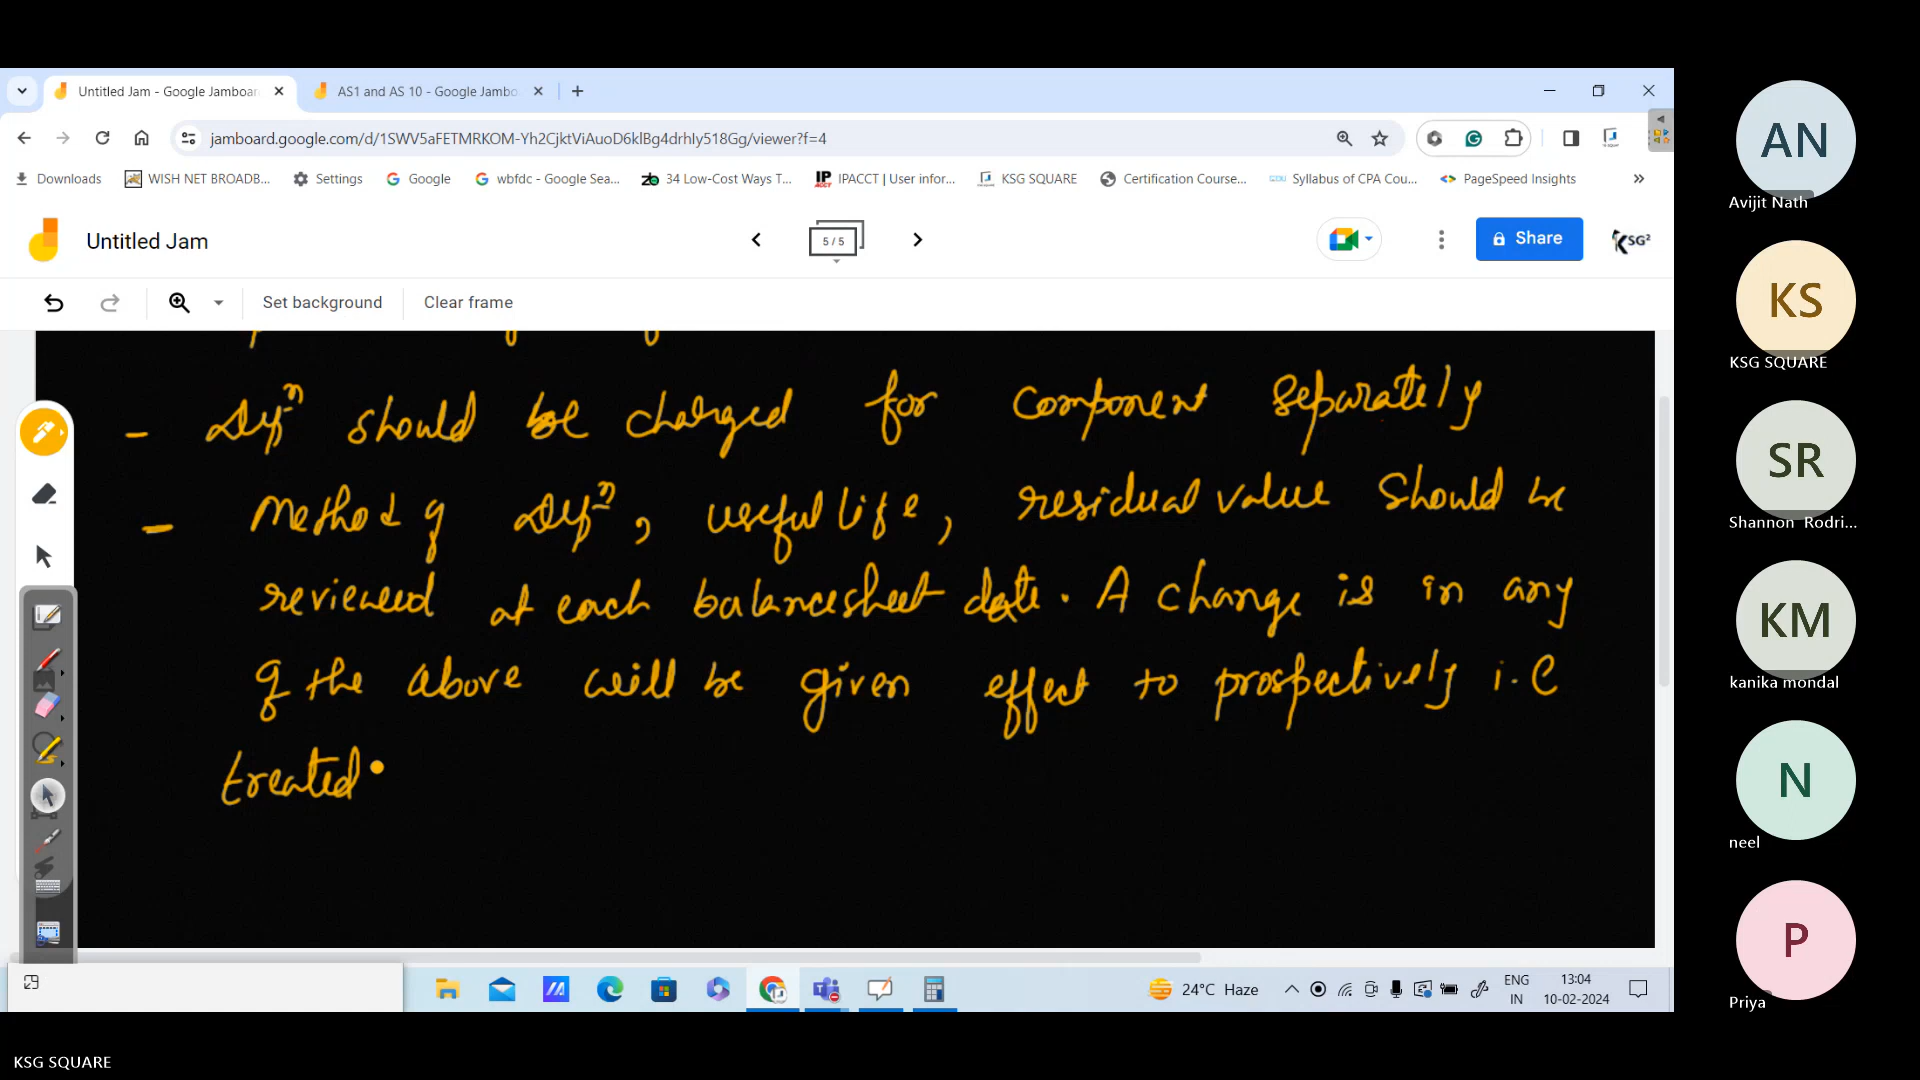 Untitled Jam - Google Jamboar
AS1 and AS 10 - Google Jambo
jamboard.google.com/d/1SWV5aFETMRKOM-Yh2CjktViAuoD6klBg4drhIy518Gg/viewer?f=4
Downloads WISH NET BROADB... Settings Google wbfdc - Google Sea... 34 Low-Cost Ways T... IPACCT | User infor... KSG SQUARE Certification Course... Syllabus of CPA Cou... PageSpeed Insights
Untitled Jam
5 / 5
Share
KSG²
Set background Clear frame
- Depⁿ should be charged for component separately
- Method of Depⁿ, useful life, residual value should be
reviewed at each balancesheet date. A change is in any
of the above will be given effect to prospectively i.e
treated
24°C Haze
ENG
IN
13:04
10-02-2024
AN
Avijit Nath
KS
KSG SQUARE
SR
Shannon Rodri...
KM
kanika mondal
N
neel
P
Priya
KSG SQUARE